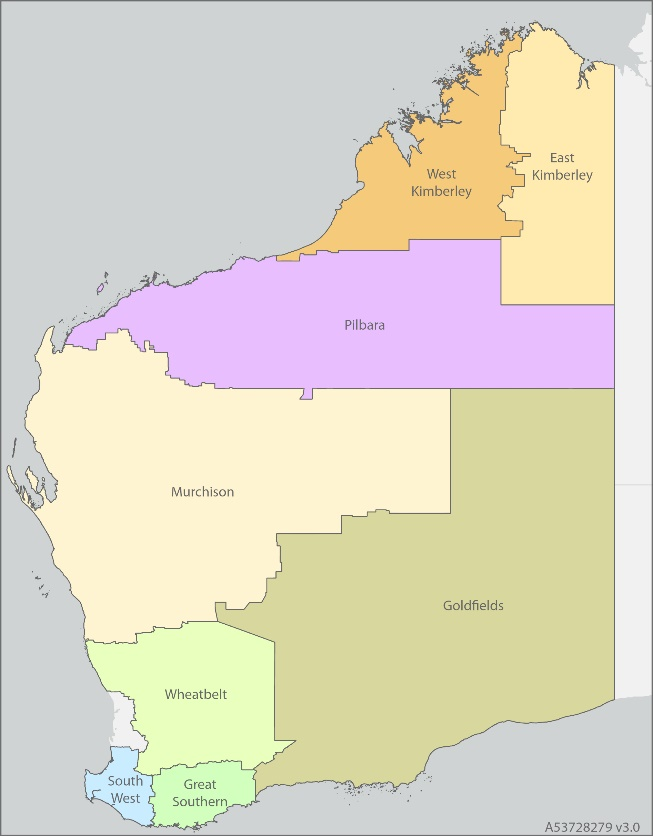 East
Kimberley
West
Kimberley
Pilbara
Murchison
Goldfields
Wheatbelt
South
West
Great
Southern
A53728279 v3.0